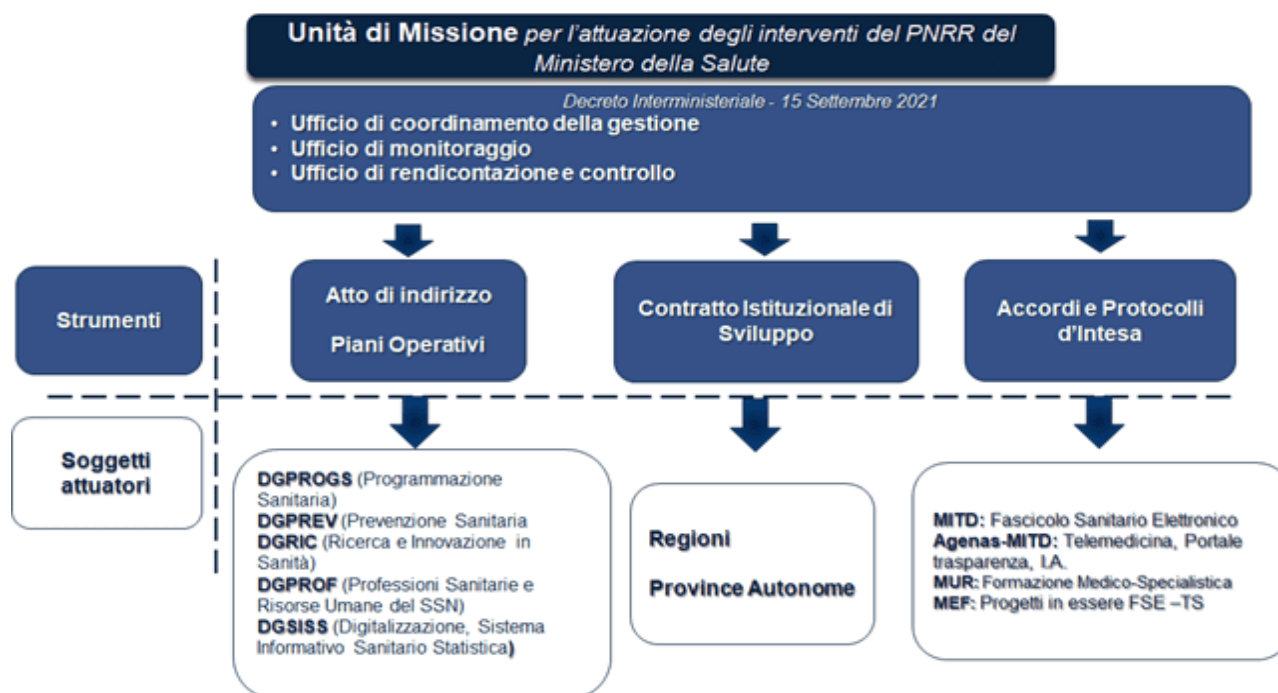 Unità di Missione per l'attuazione degli interventi del PNRR del
Ministero della Salute
Decreto Interministeriale - 15 Settembre 2021
• Ufficio di coordinamento della gestione
• Ufficio di monitoraggio
• Ufficio di rendicontazione e controllo
Strumenti
Atto di indirizzo
Piani Operativi
Contratto Istituzionale di
Sviluppo
Accordi e Protocolli
d'Intesa
Soggetti
attuatori
DGPROGS (Programmazione
Sanitaria)
DGPREV (Prevenzione Sanitaria
DGRIC (Ricerca e Innovazione in
Sanità)
DGPROF (Professioni Sanitarie e
Risorse Umane del SSN)
DGSISS (Digitalizzazione, Sistema
Informativo Sanitario Statistica)
Regioni
Province Autonome
MITD: Fascicolo Sanitario Elettronico
Agenas-MITD: Telemedicina, Portale
trasparenza, I.A.
MUR: Formazione Medico-Specialistica
MEF: Progetti in essere FSE –TS